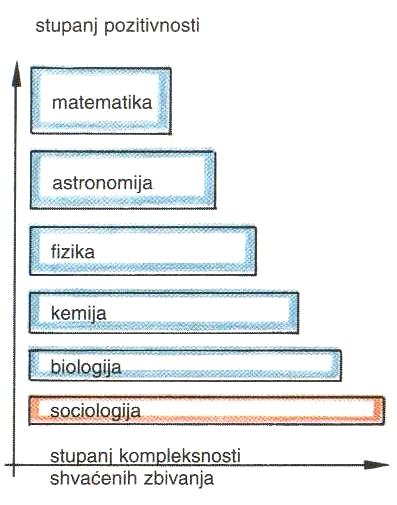 stupanj pozitivnosti
matematika
astronomija
fizika
kemija
biologija
sociologija
stupanj kompleksnosti
shvaćenih zbivanja